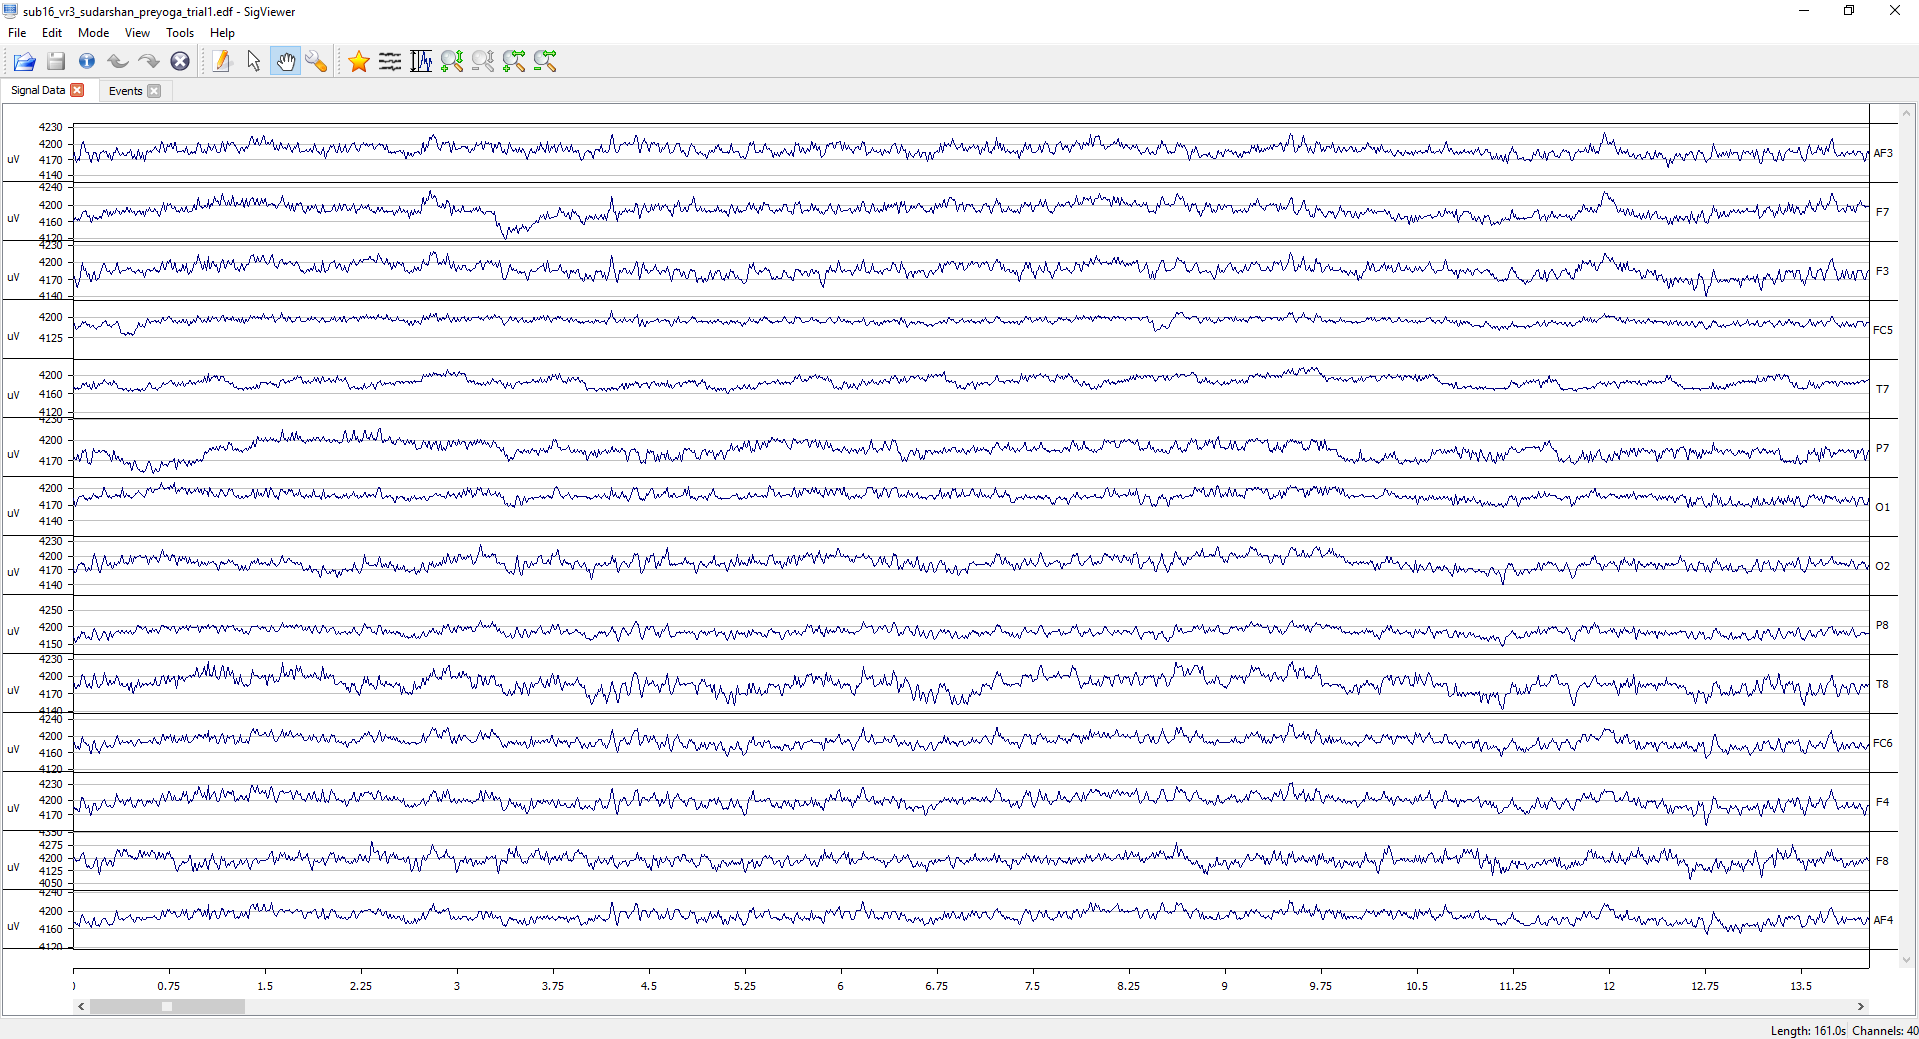 sub16_vr3_sudarshan_preyoga_trial1.edf - SigViewer
File Edit Mode View Tools Help
Signal Data Events
4230
4200
uV
4170
4140
AF3
4240
4200
uV
4160
4120
F7
4230
4200
uV
4170
4140
F3
4200
uV
4125
FC5
4200
uV
4160
4120
T7
4230
4200
uV
4170
P7
4200
4170
uV
4140
O1
4230
4200
uV
4170
4140
O2
4250
4200
uV
4150
P8
4230
4200
uV
4170
4140
T8
4240
4200
uV
4160
4120
FC6
4230
4200
uV
4170
F4
4350
4275
4200
uV
4125
4050
F8
4240
4200
uV
4160
4120
AF4
0.75 1.5 2.25 3 3.75 4.5 5.25 6 6.75 7.5 8.25 9 9.75 10.5 11.25 12 12.75 13.5
Length: 161.0s Channels: 40